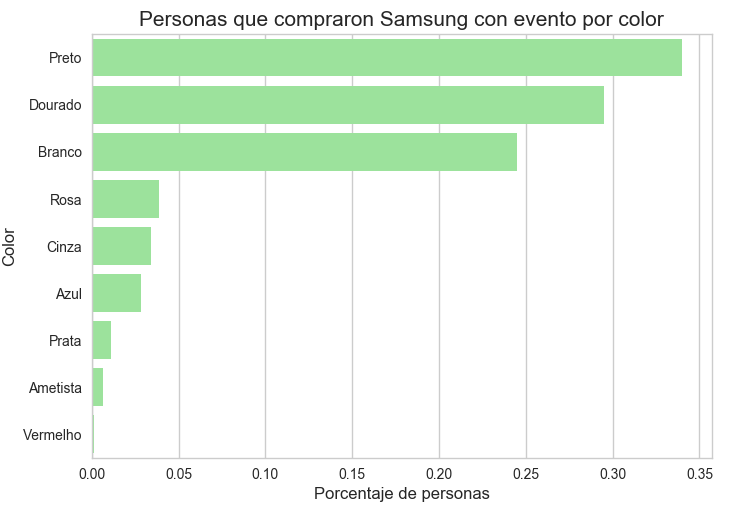 Personas que compraron Samsung con evento por color
Color
Preto
Dourado
Branco
Rosa
Cinza
Azul
Prata
Ametista
Vermelho
0.00 0.05 0.10 0.15 0.20 0.25 0.30 0.35
Porcentaje de personas